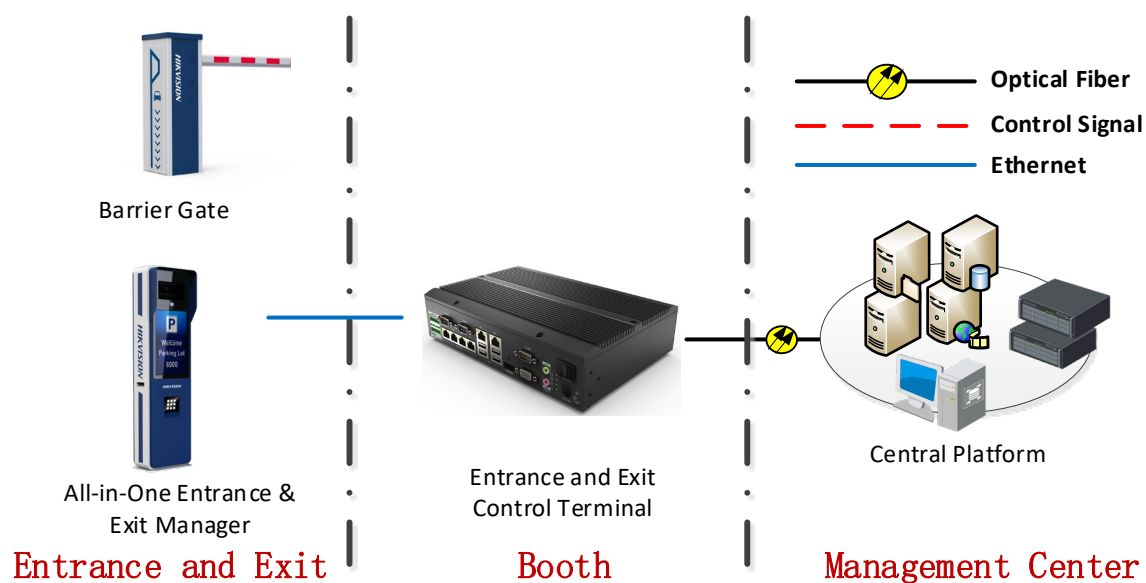 HIKVISION
Barrier Gate
HIKVISION
P
Welcome
Parking Lot
6000
HIKVISION
All-in-One Entrance &
Exit Manager
Entrance and Exit
Entrance and Exit
Control Terminal
Booth
Optical Fiber
Control Signal
Ethernet
Central Platform
Management Center